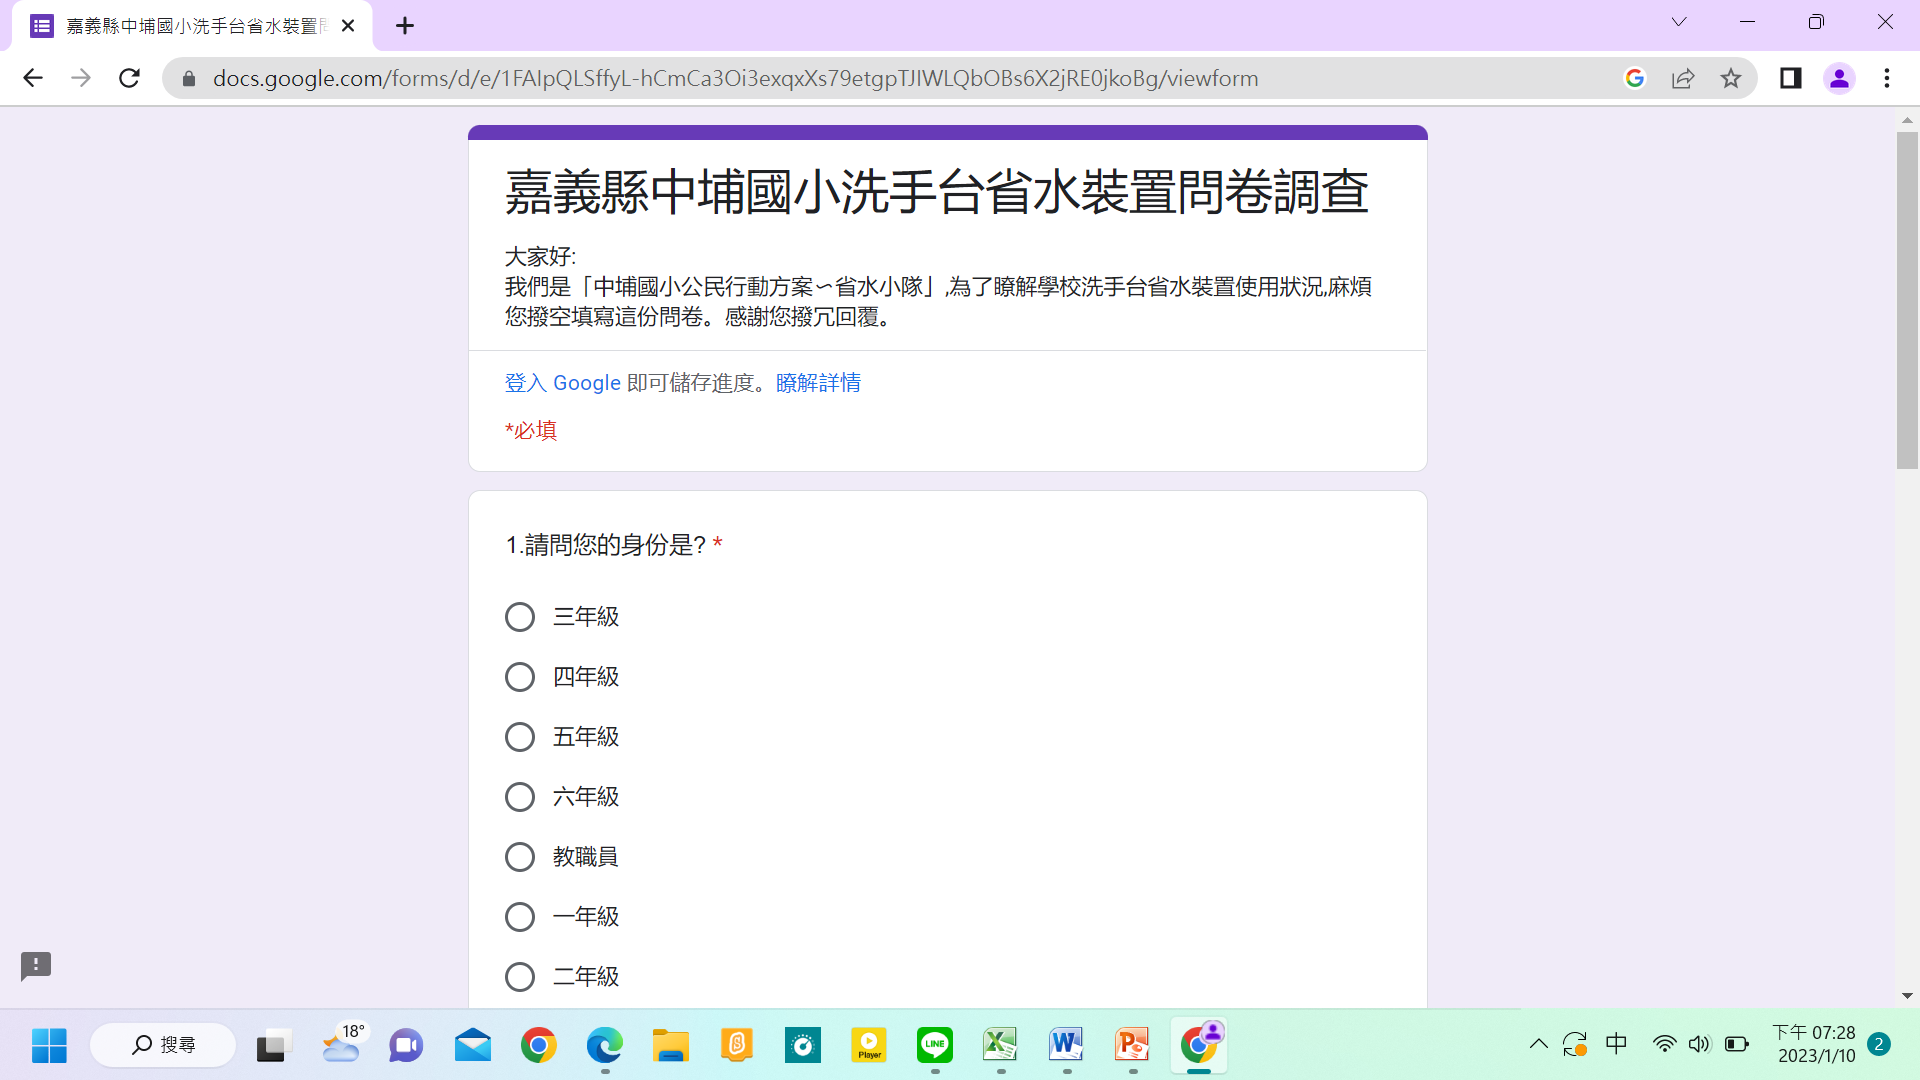 嘉義縣中埔國小洗手台省水裝置問
docs.google.com/forms/d/e/1FAIpQLSffyL-hCmCa3Oi3exqxXs79etgpTJIWLQbOBs6X2jRE0jkoBg/viewform
嘉義縣中埔國小洗手台省水裝置問卷調查
大家好:
我們是「中埔國小公民行動方案∽省水小隊」,為了瞭解學校洗手台省水裝置使用狀況,麻煩
您撥空填寫這份問卷。感謝您撥冗回覆。
登入 Google 即可儲存進度。瞭解詳情
*必填
1.請問您的身份是? *
三年級
四年級
五年級
六年級
教職員
一年級
二年級
搜尋
18°
Player
LINE
中
下午 07:28
2023/1/10
2